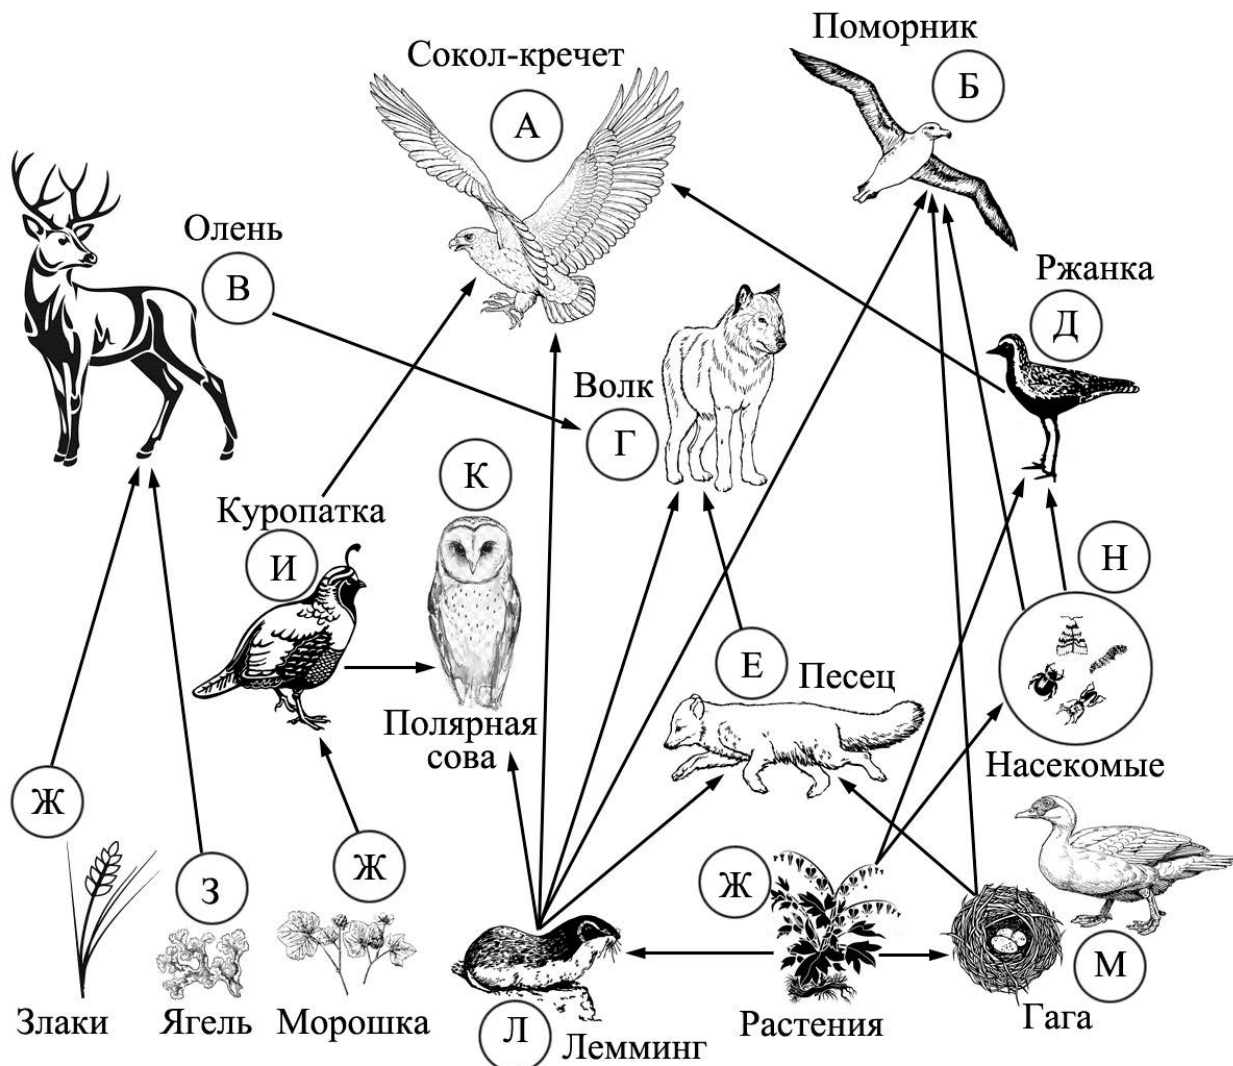 Поморник
Сокол-кречет
Б
А
Олень
Ржанка
В
Д
Волк
Г
К
Куропатка
И
Н
Е
Песец
Полярная
сова
Насекомые
Ж
Ж
З
Ж
М
Злаки
Ягель
Морошка
Л
Лемминг
Растения
Гага